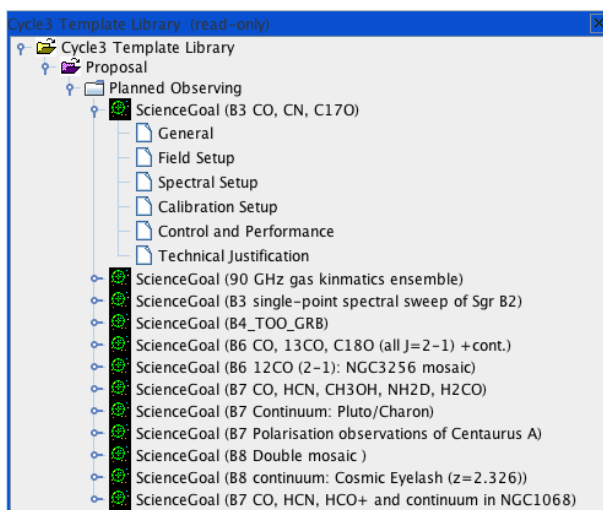 Cycle3 Template Library (read-only)
Cycle3 Template Library
Proposal
Planned Observing
ScienceGoal (B3 CO, CN, C17O)
General
Field Setup
Spectral Setup
Calibration Setup
Control and Performance
Technical Justification
ScienceGoal (90 GHz gas kinmatics ensemble)
ScienceGoal (B3 single-point spectral sweep of Sgr B2)
ScienceGoal (B4_TOO_GRB)
ScienceGoal (B6 CO, 13CO, C18O (all J=2-1) +cont.)
ScienceGoal (B6 12CO (2-1): NGC3256 mosaic)
ScienceGoal (B7 CO, HCN, CH3OH, NH2D, H2CO)
ScienceGoal (B7 Continuum: Pluto/Charon)
ScienceGoal (B7 Polarisation observations of Centaurus A)
ScienceGoal (B8 Double mosaic )
ScienceGoal (B8 continuum: Cosmic Eyelash (z=2.326))
ScienceGoal (B7 CO, HCN, HCO+ and continuum in NGC1068)